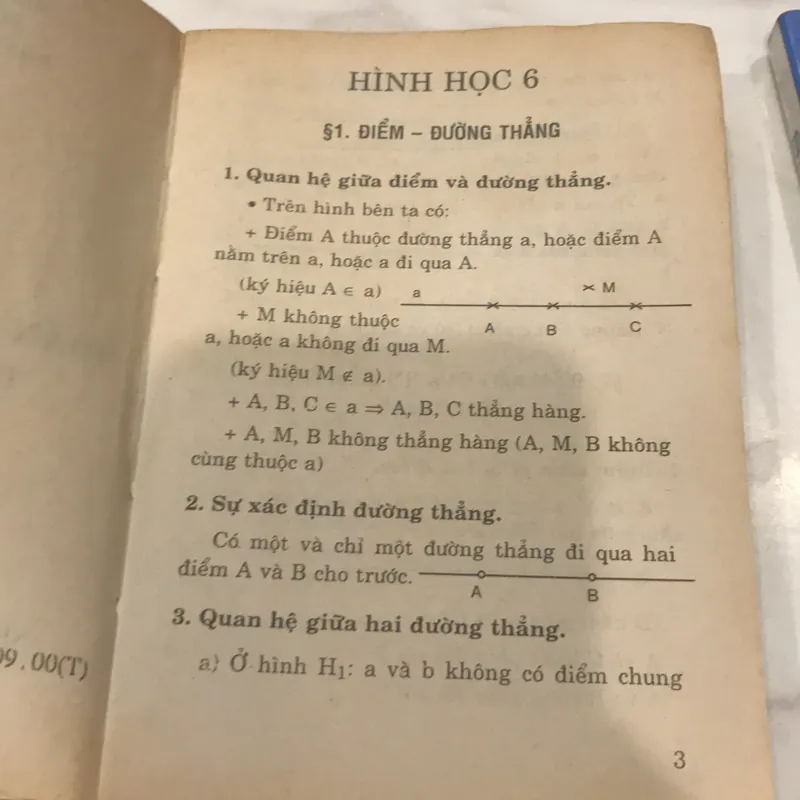 HÌNH HỌC 6
§1. ĐIỂM – ĐƯỜNG THẲNG
1. Quan hệ giữa điểm và đường thẳng.
• Trên hình bên ta có:
+ Điểm A thuộc đường thẳng a, hoặc điểm A
nằm trên a, hoặc a đi qua A.
(ký hiệu A ∈ a)
a
M
A
B
C
+ M không thuộc
a, hoặc a không đi qua M.
(ký hiệu M ∉ a).
+ A, B, C ∈ a ⇒ A, B, C thẳng hàng.
+ A, M, B không thẳng hàng (A, M, B không
cùng thuộc a)
2. Sự xác định đường thẳng.
Có một và chỉ một đường thẳng đi qua hai
điểm A và B cho trước.
A
B
3. Quan hệ giữa hai đường thẳng.
a) Ở hình H₁: a và b không có điểm chung
3
09.00(T)